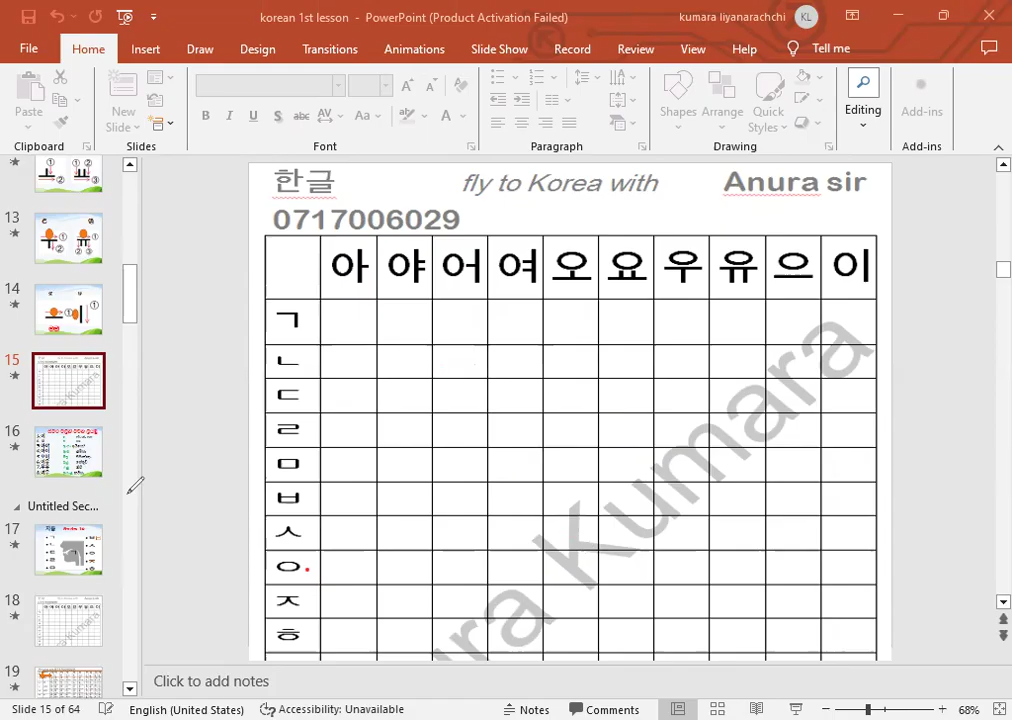 korean 1st lesson - PowerPoint (Product Activation Failed)
kumara liyanarachchi
KL
File Home Insert Draw Design Transitions Animations Slide Show Record Review View Help Tell me
Paste
New Slide
B I U S abc AV Aa A
Shapes Arrange Quick Styles
Editing
Add-ins
Clipboard Slides Font Paragraph Drawing Add-ins
13
14
15
16
Untitled Sec...
17
18
19
한글 fly to Korea with Anura sir
0717006029
아 야 어 여 오 요 우 유 으 이
ㄱ
ㄴ
ㄷ
ㄹ
ㅁ
ㅂ
ㅅ
ㅇ
ㅈ
ㅎ
ura Kumara
Click to add notes
Slide 15 of 64 English (United States) Accessibility: Unavailable Notes Comments 68%